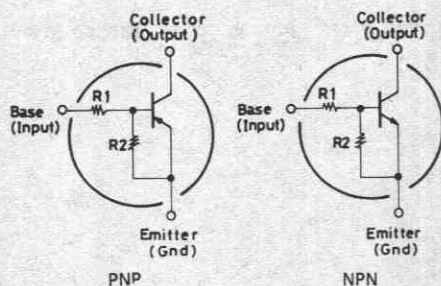 Collector
(Output)
R1
Base
(Input)
R2
Emitter
(Gnd)
PNP
Collector
(Output)
R1
Base
(Input)
R2
Emitter
(Gnd)
NPN